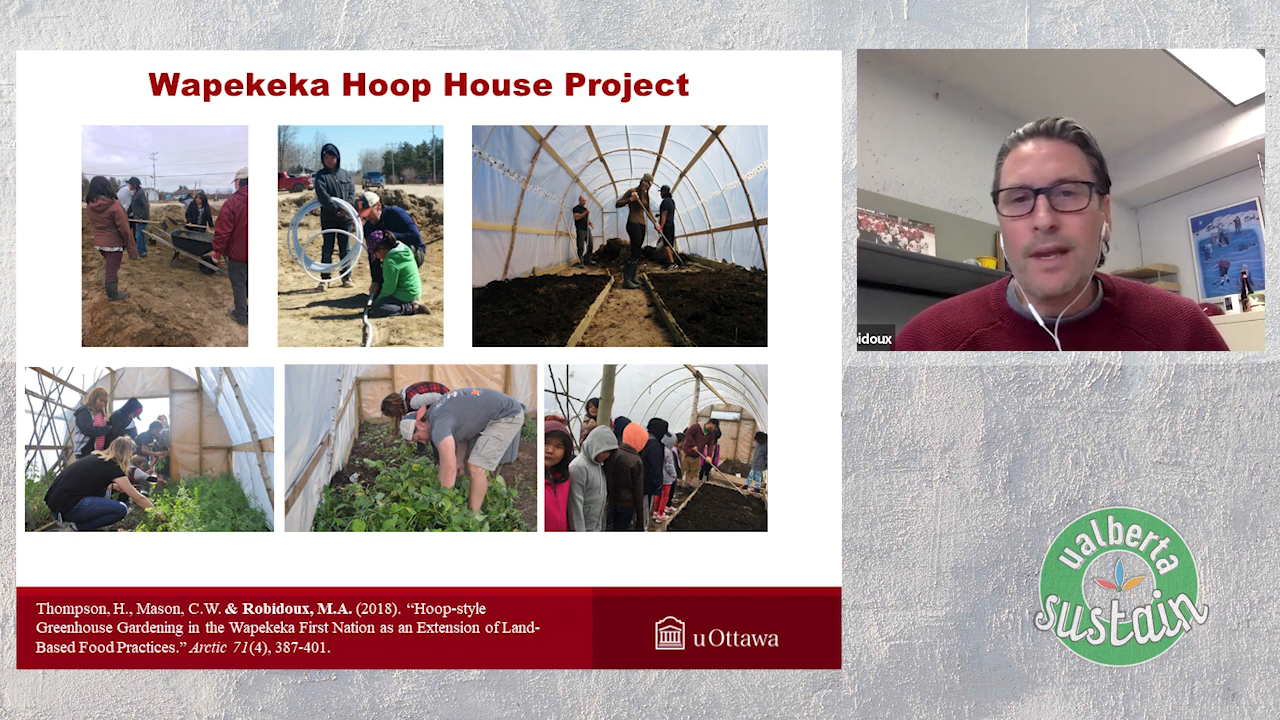 Wapekeka Hoop House Project
idoux
Thompson, H., Mason, C.W. & Robidoux, M.A. (2018). “Hoop-style
Greenhouse Gardening in the Wapekeka First Nation as an Extension of Land-
Based Food Practices.” Arctic 71(4), 387-401.
uOttawa
ualberta
sustain